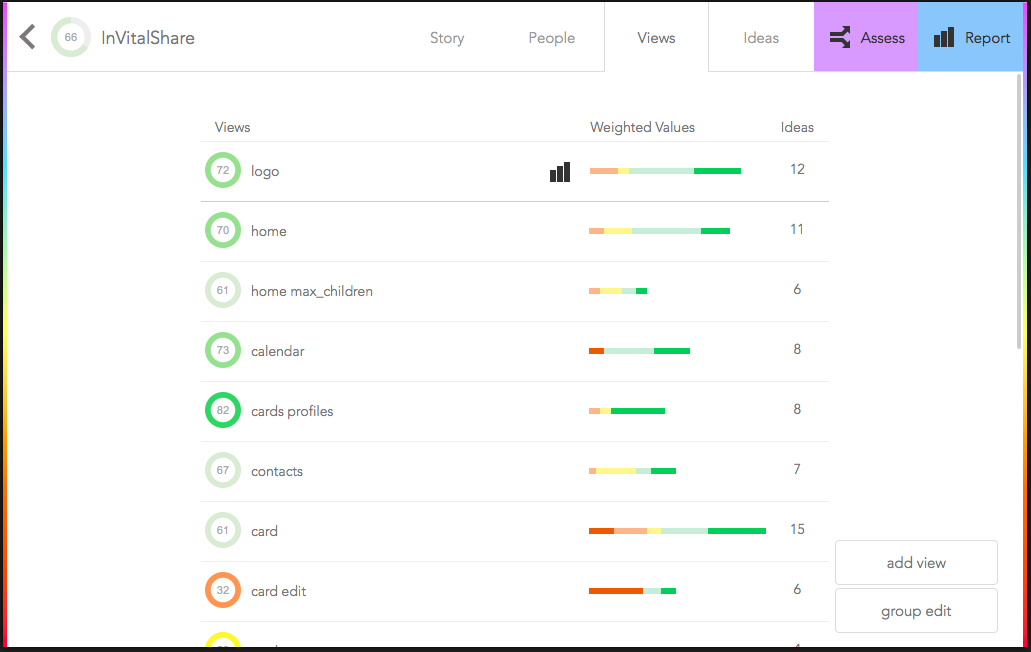 66 InVitalShare Story People Views Ideas Assess Report
Views Weighted Values Ideas
72 logo 12
70 home 11
61 home max_children 6
73 calendar 8
82 cards profiles 8
67 contacts 7
61 card 15
32 card edit 6
add view
group edit